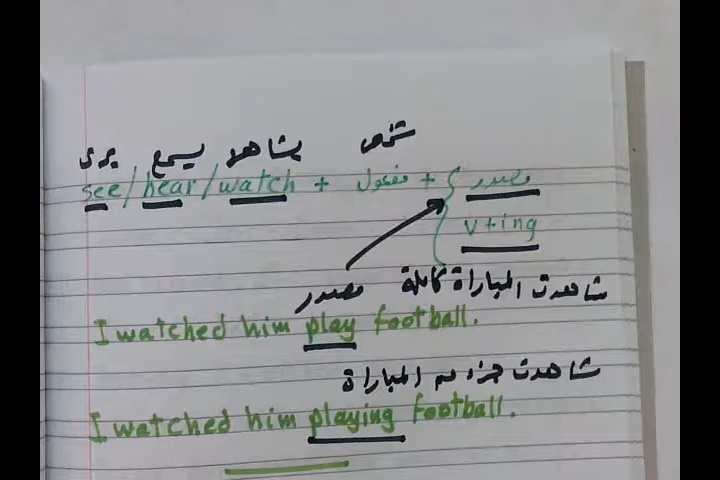 شخص
يرى يسمع يشاهد
see/hear/watch + مفعول + { مصدر
v+ing
شاهدت المباراة كاملة
مصدر
I watched him play football.
شاهدت جزء من المباراة
I watched him playing football.